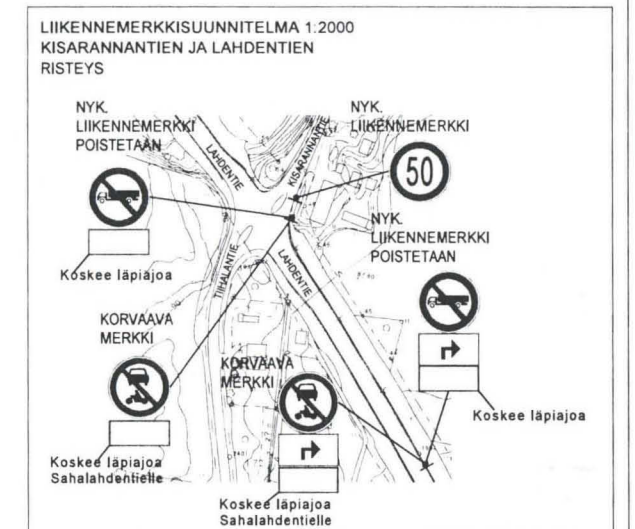 LIIKENNEMERKKISUUNNITELMA 1:2000
KISARANNANTIEN JA LAHDENTIEN
RISTEYS
NYK.
LIIKENNEMERKKI
POISTETAAN
NYK.
LIIKENNEMERKKI
50
LAHDENTIE
KISARANNANTIE
NYK.
LIIKENNEMERKKI
POISTETAAN
Koskee läpiajoa
TIIHALANTIE
LAHDENTIE
KORVAAVA
MERKKI
KORVAAVA
MERKKI
Koskee läpiajoa
Koskee läpiajoa
Sahalahdentielle
Koskee läpiajoa
Sahalahdentielle